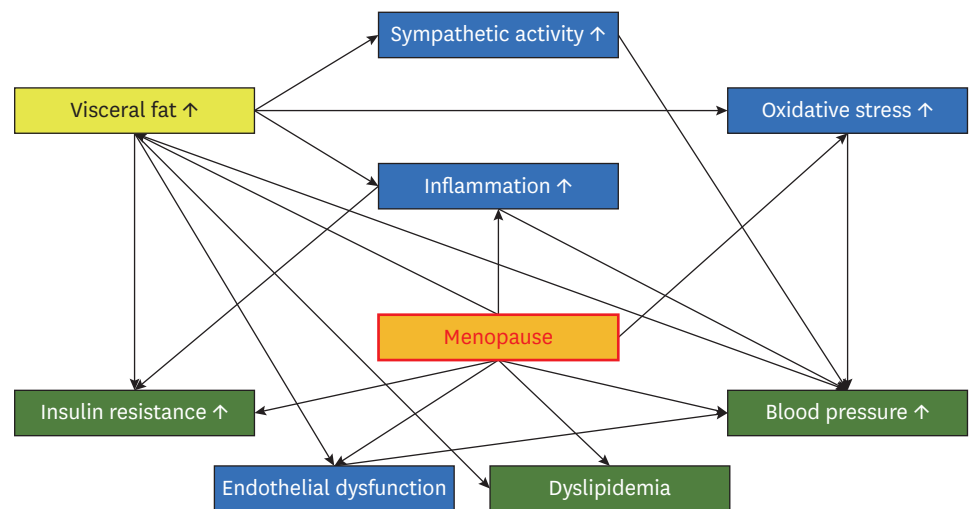 Sympathetic activity ↑
Visceral fat ↑
Oxidative stress ↑
Inflammation ↑
Menopause
Insulin resistance ↑
Blood pressure ↑
Endothelial dysfunction
Dyslipidemia